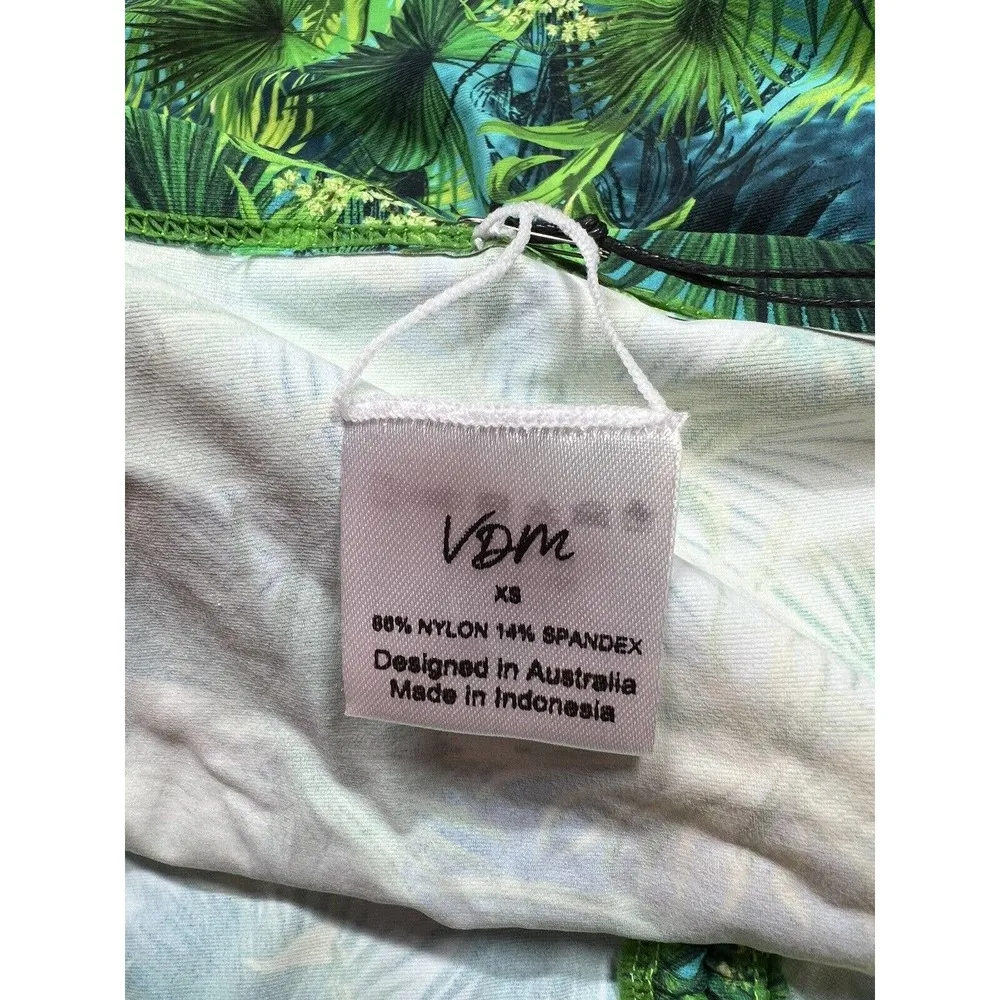 VDM
XS
86% NYLON 14% SPANDEX
Designed in Australia
Made in Indonesia